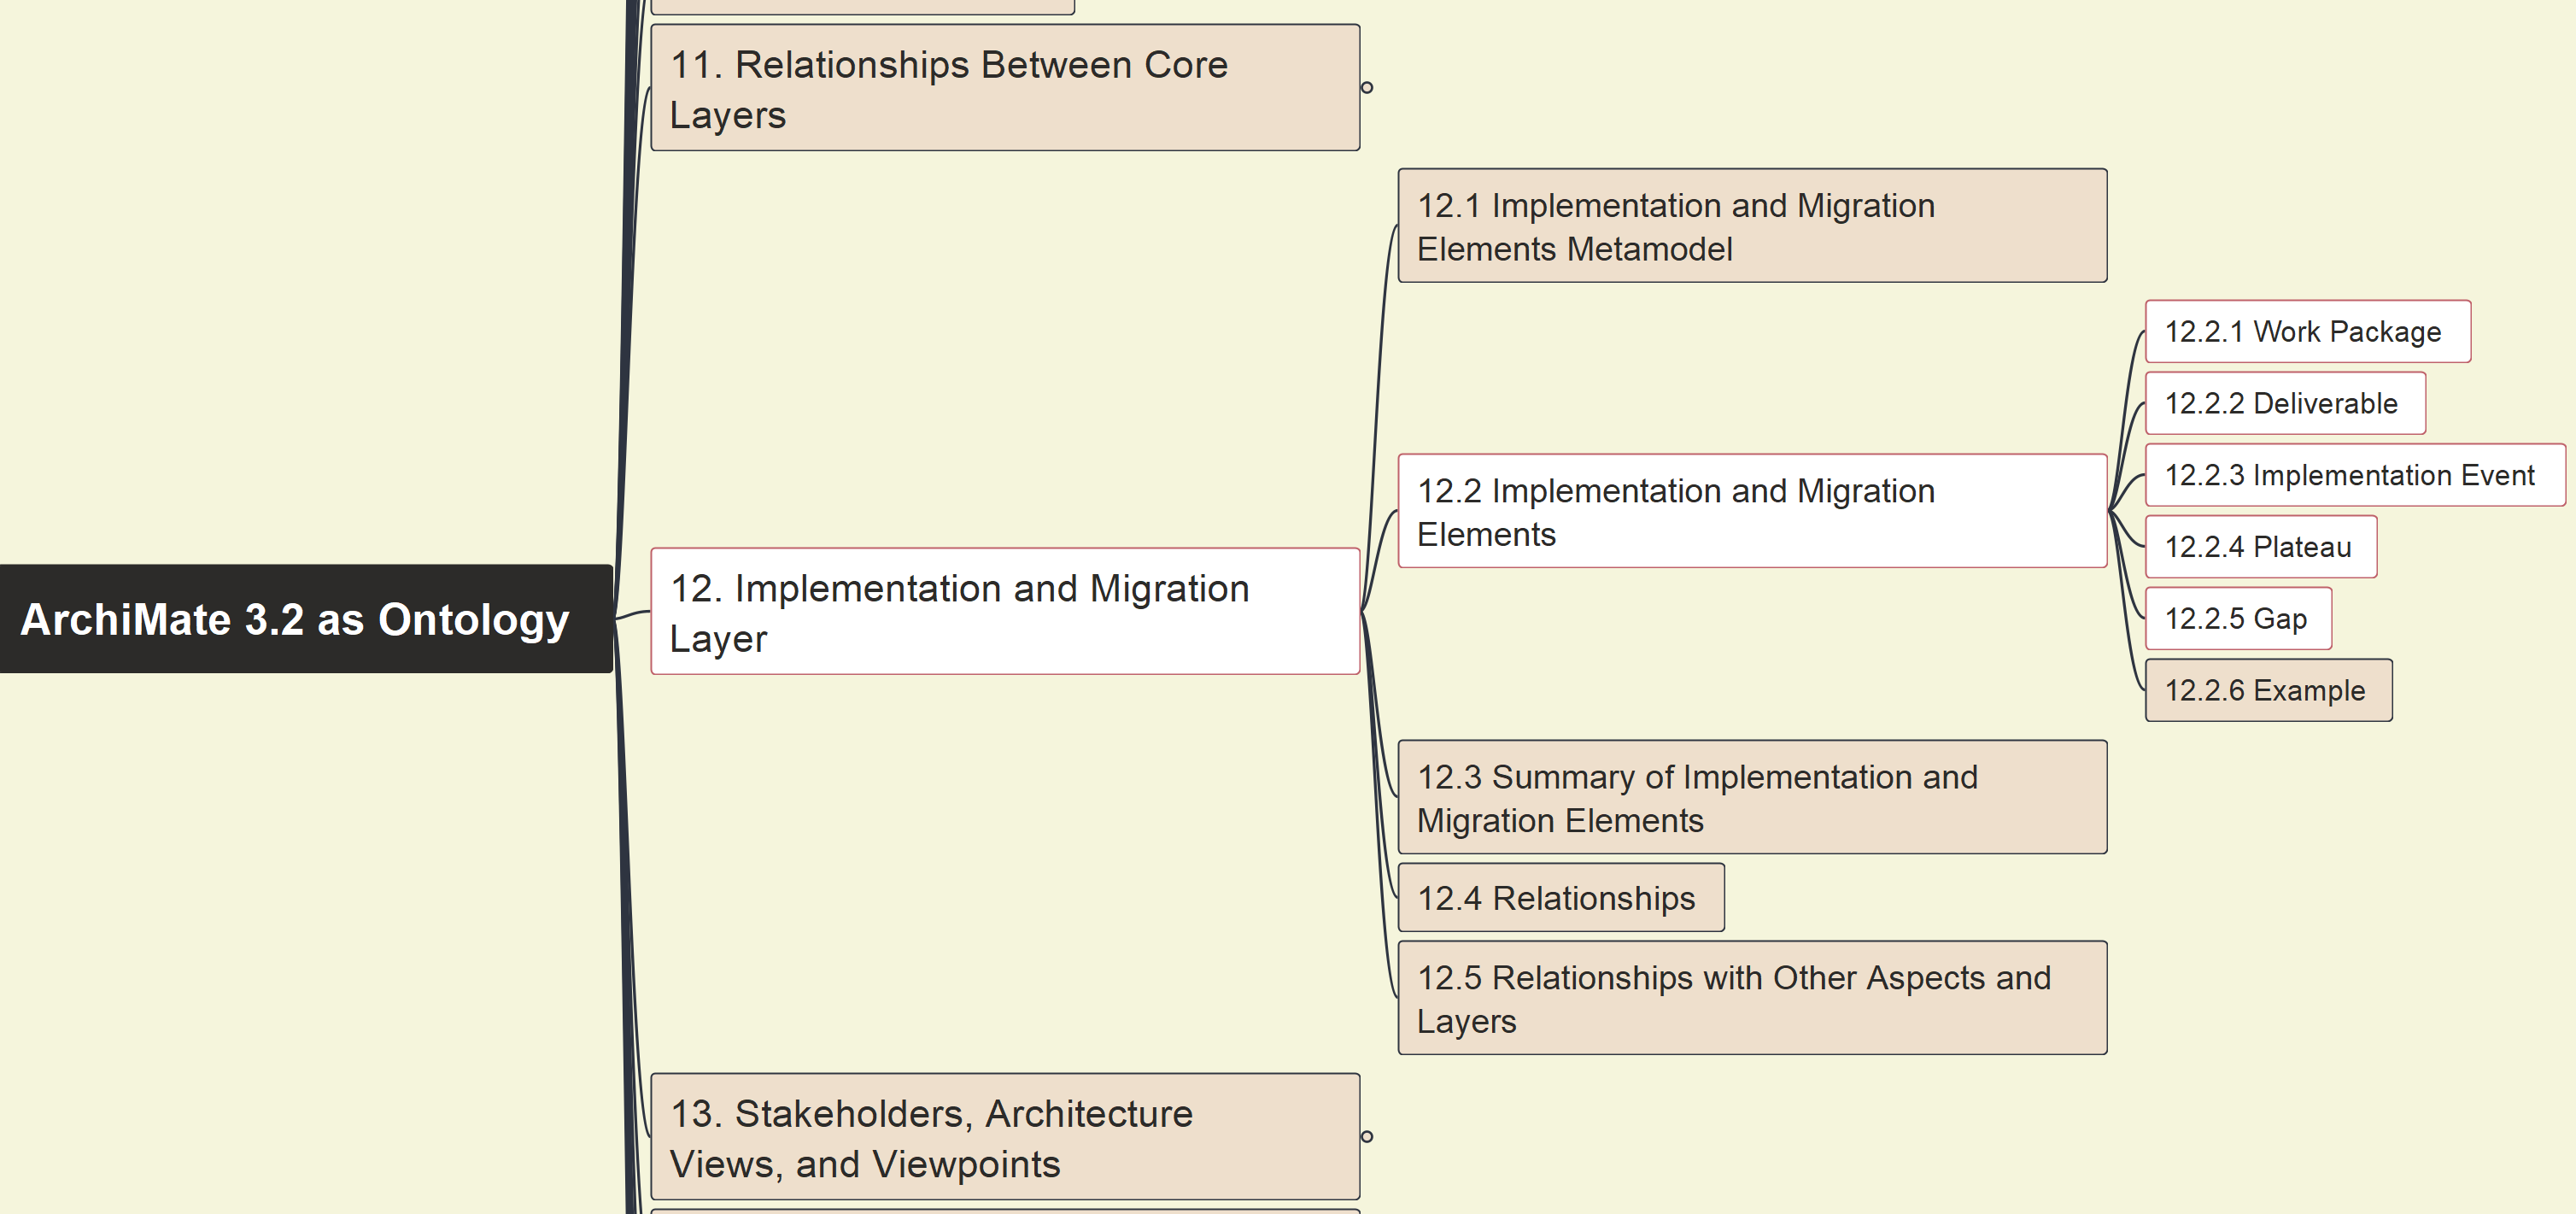 11. Relationships Between Core
Layers
12.1 Implementation and Migration
Elements Metamodel
12.2.1 Work Package
12.2.2 Deliverable
12.2.3 Implementation Event
12.2 Implementation and Migration
Elements
12.2.4 Plateau
12.2.5 Gap
12.2.6 Example
ArchiMate 3.2 as Ontology
12. Implementation and Migration
Layer
12.3 Summary of Implementation and
Migration Elements
12.4 Relationships
12.5 Relationships with Other Aspects and
Layers
13. Stakeholders, Architecture
Views, and Viewpoints